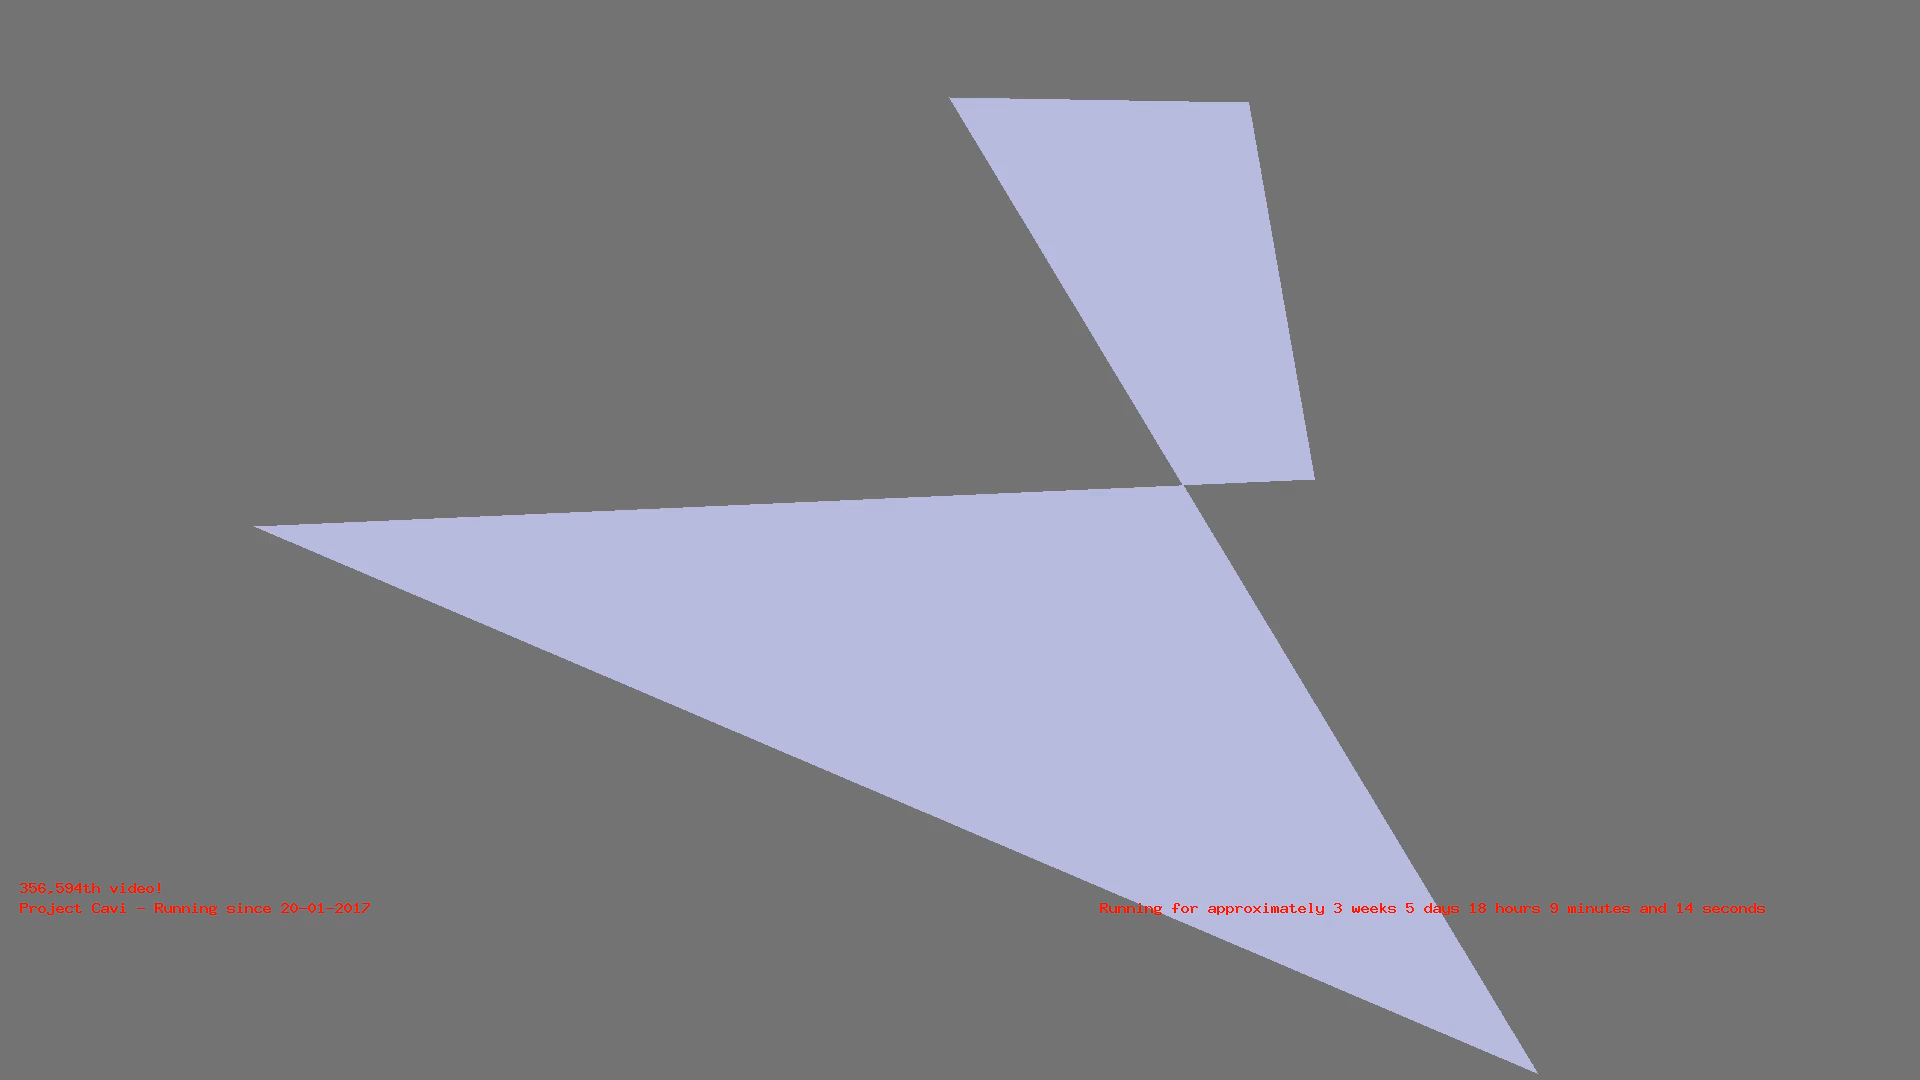 356,594th video!
Project Cavi - Running since 20-01-2017
Running for approximately 3 weeks 5 days 18 hours 9 minutes and 14 seconds